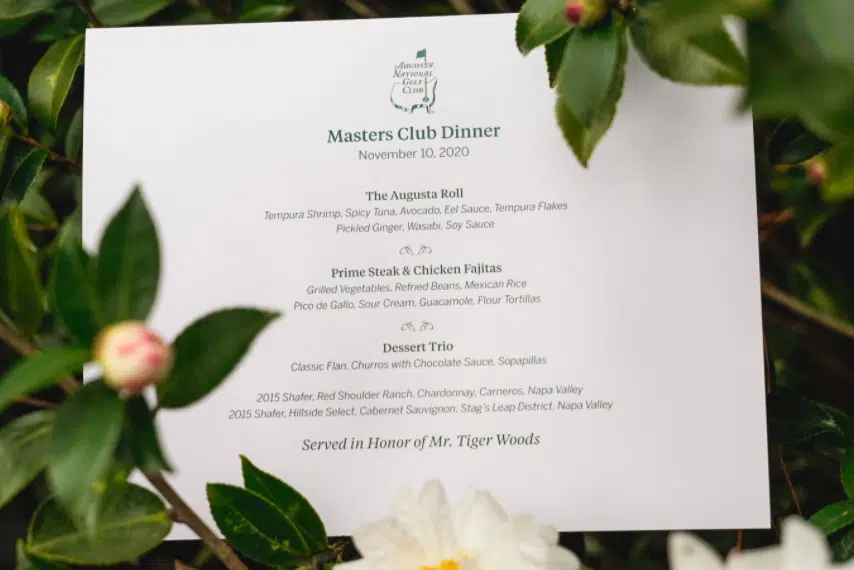 AUGUSTA
NATIONAL
GOLF
CLUB
Masters Club Dinner
November 10, 2020
The Augusta Roll
Tempura Shrimp, Spicy Tuna, Avocado, Eel Sauce, Tempura Flakes
Pickled Ginger, Wasabi, Soy Sauce
Prime Steak & Chicken Fajitas
Grilled Vegetables, Refried Beans, Mexican Rice
Pico de Gallo, Sour Cream, Guacamole, Flour Tortillas
Dessert Trio
Classic Flan, Churros with Chocolate Sauce, Sopapillas
2015 Shafer, Red Shoulder Ranch, Chardonnay, Carneros, Napa Valley
2015 Shafer, Hillside Select, Cabernet Sauvignon, Stag's Leap District, Napa Valley
Served in Honor of Mr. Tiger Woods